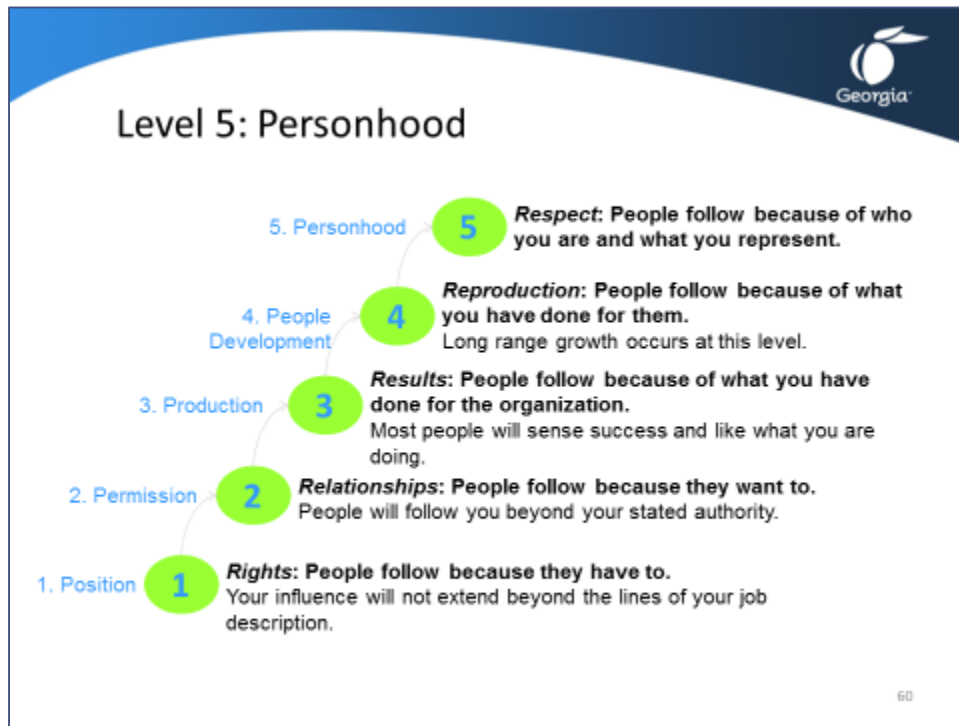 Georgia
Level 5: Personhood
5. Personhood
5
Respect: People follow because of who
you are and what you represent.
4. People
Development
4
Reproduction: People follow because of what
you have done for them.
Long range growth occurs at this level.
3. Production
3
Results: People follow because of what you have
done for the organization.
Most people will sense success and like what you are
doing.
2. Permission
2
Relationships: People follow because they want to.
People will follow you beyond your stated authority.
1. Position
1
Rights: People follow because they have to.
Your influence will not extend beyond the lines of your job
description.
60